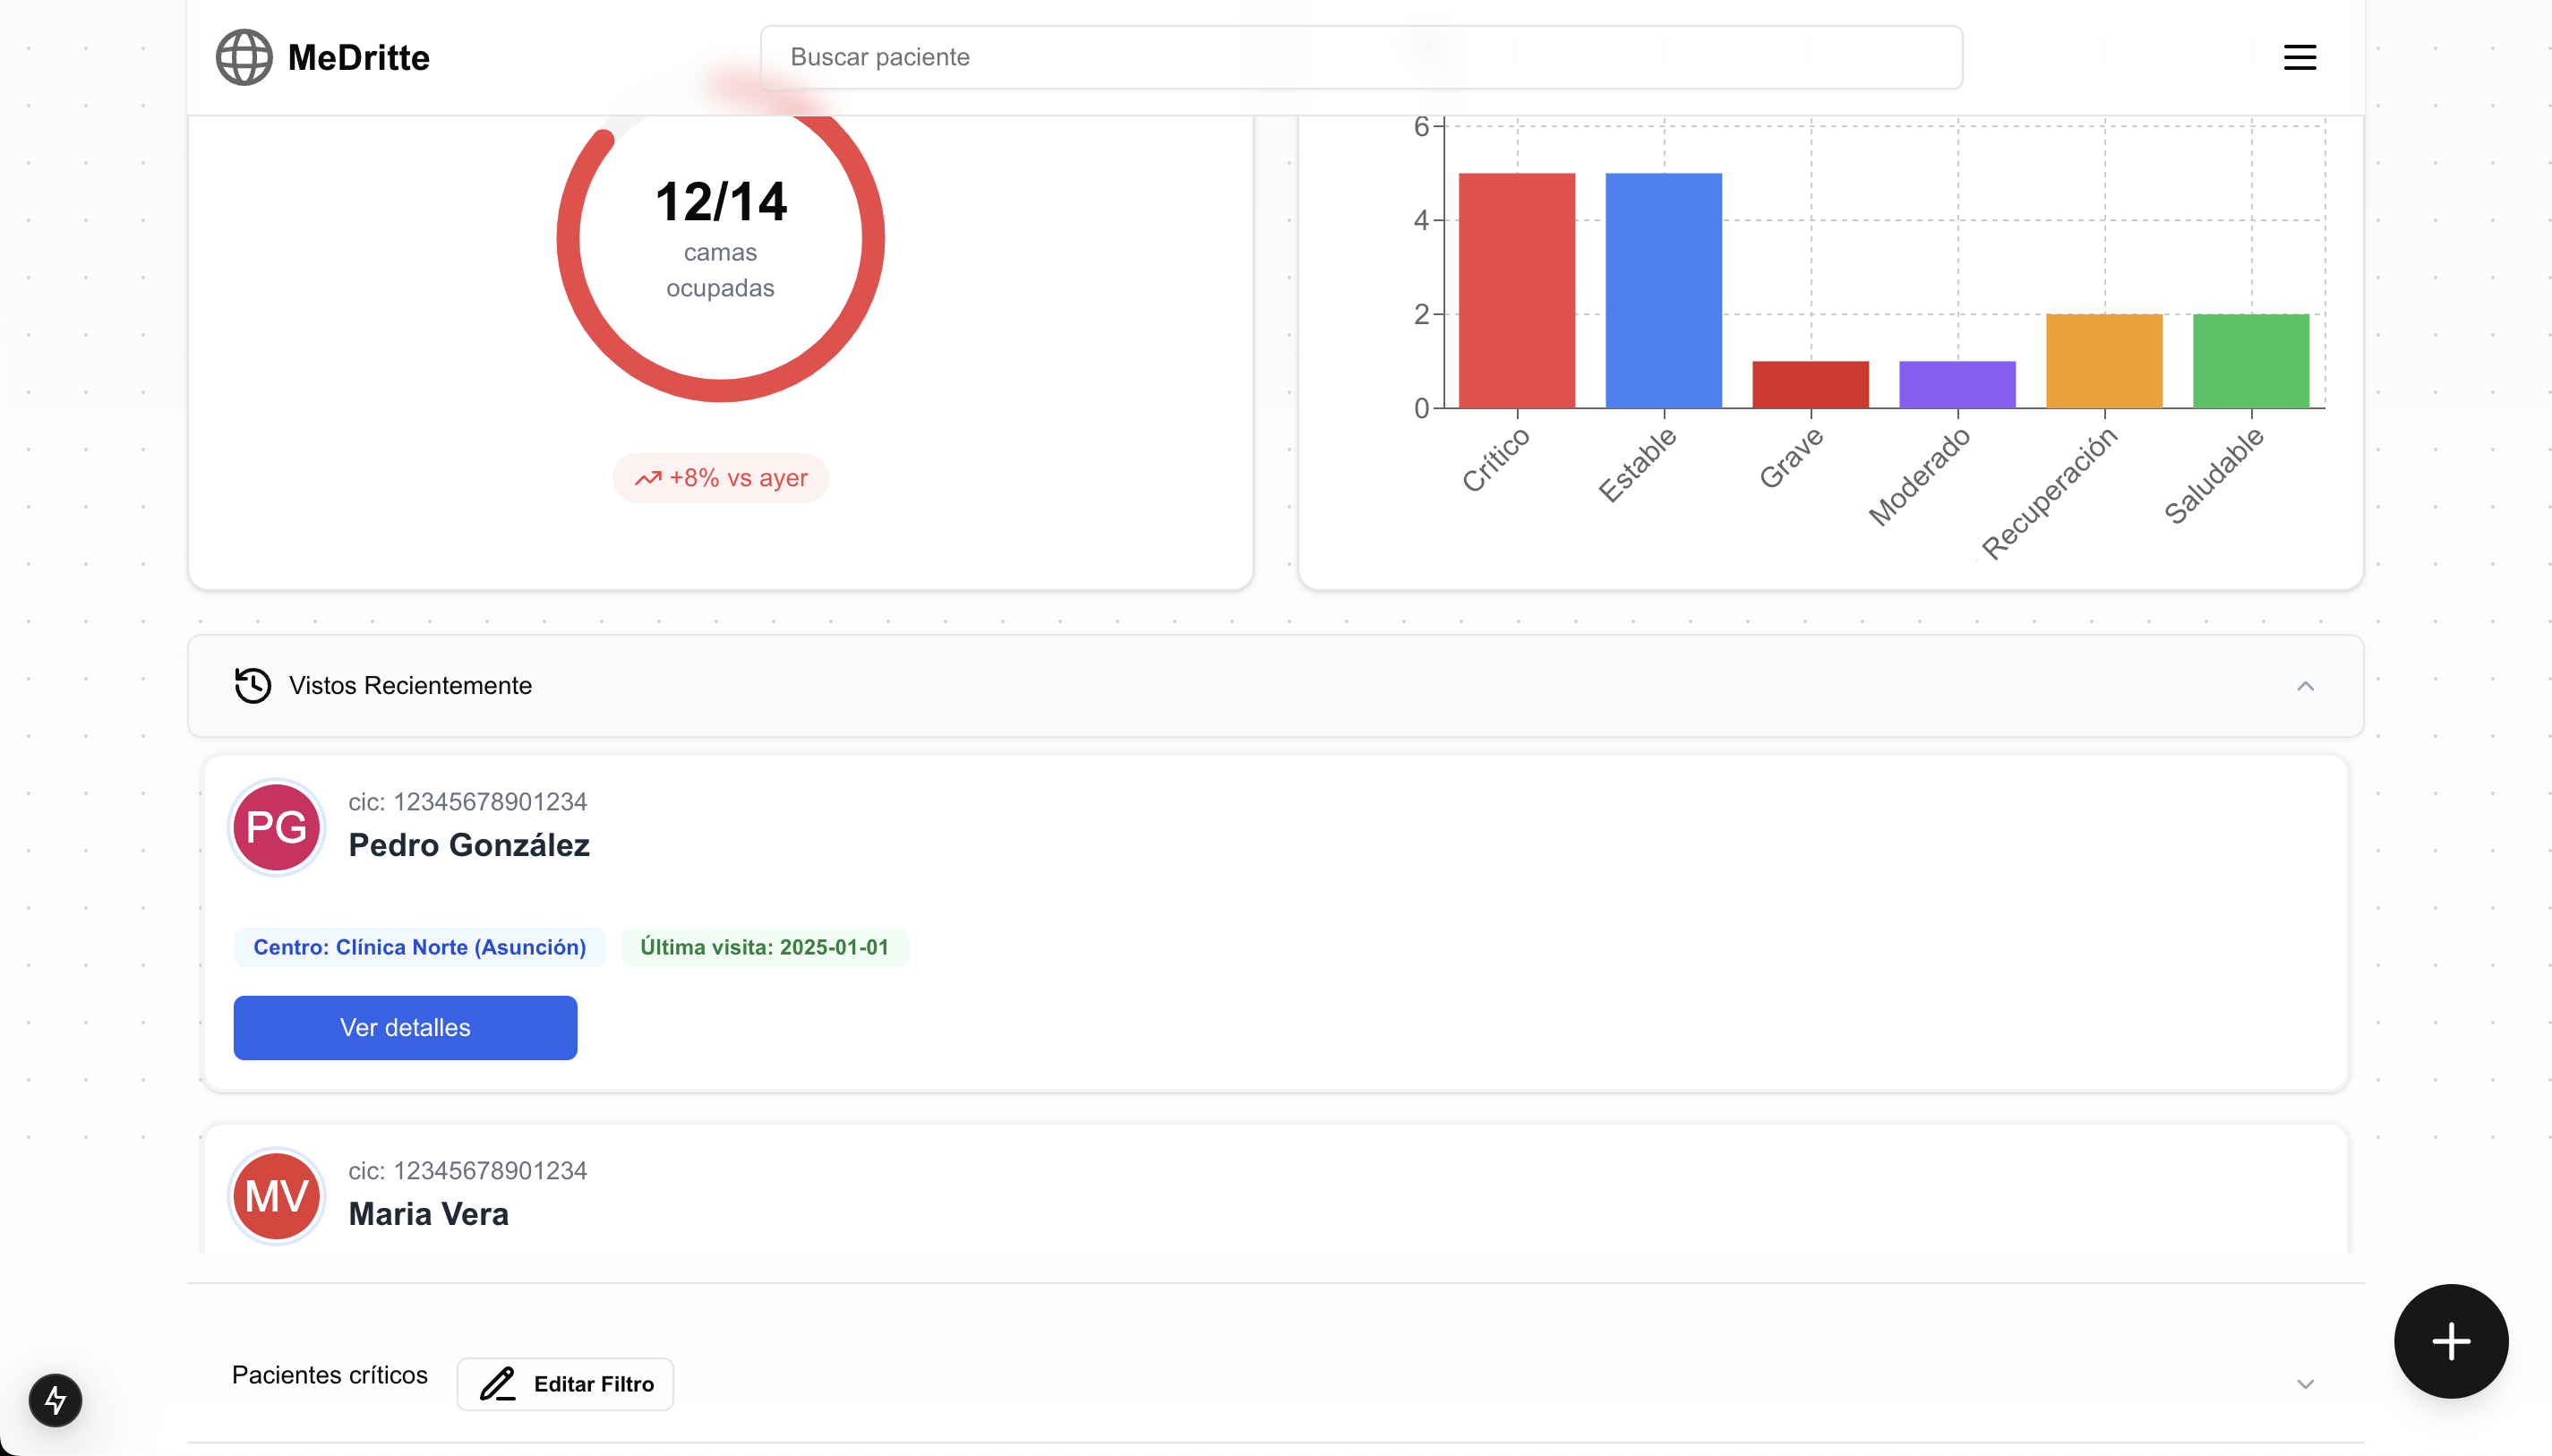 MeDritte
Buscar paciente
12/14
camas
ocupadas
+8% vs ayer
6
4
2
0
Crítico
Estable
Grave
Moderado
Recuperación
Saludable
Vistos Recientemente
PG
cic: 12345678901234
Pedro González
Centro: Clínica Norte (Asunción)
Última visita: 2025-01-01
Ver detalles
MV
cic: 12345678901234
Maria Vera
Pacientes críticos
Editar Filtro